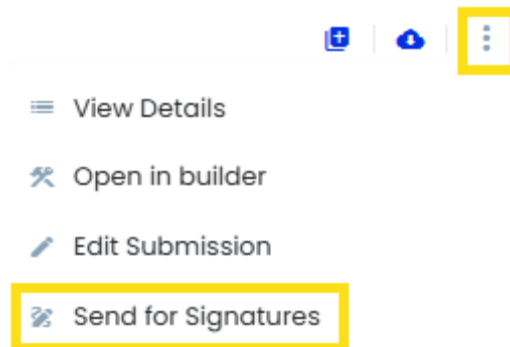 View Details
Open in builder
Edit Submission
Send for Signatures